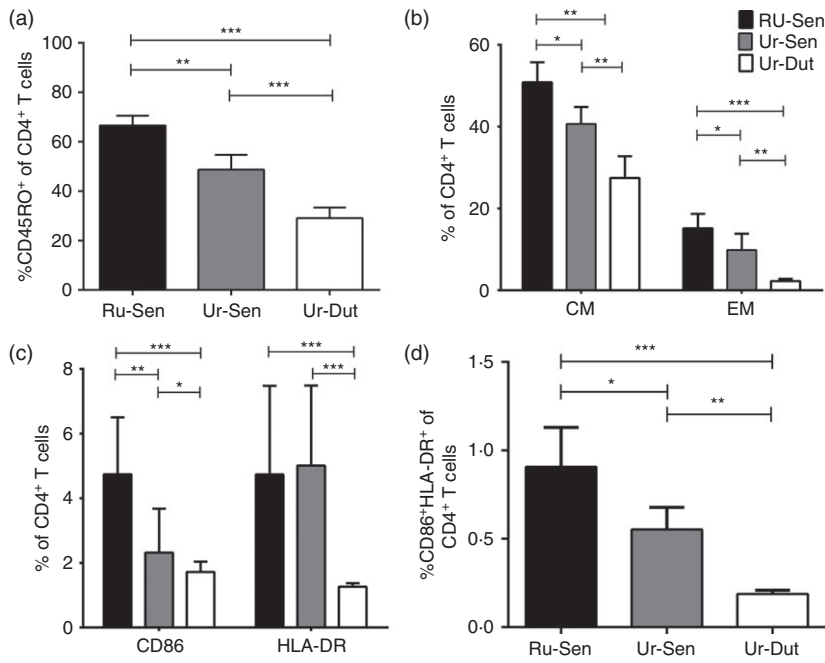 (a)
***
**
***
100
80
60
40
20
0
%CD45RO⁺ of CD4⁺ T cells
Ru-Sen Ur-Sen Ur-Dut
(b)
RU-Sen
Ur-Sen
Ur-Dut
**
*
**
***
*
**
60
40
20
0
% of CD4⁺ T cells
CM EM
(c)
***
**
*
***
***
8
6
4
2
0
% of CD4⁺ T cells
CD86 HLA-DR
(d)
***
*
**
1·5
1·0
0·5
0·0
%CD86⁺HLA-DR⁺ of
CD4⁺ T cells
Ru-Sen Ur-Sen Ur-Dut